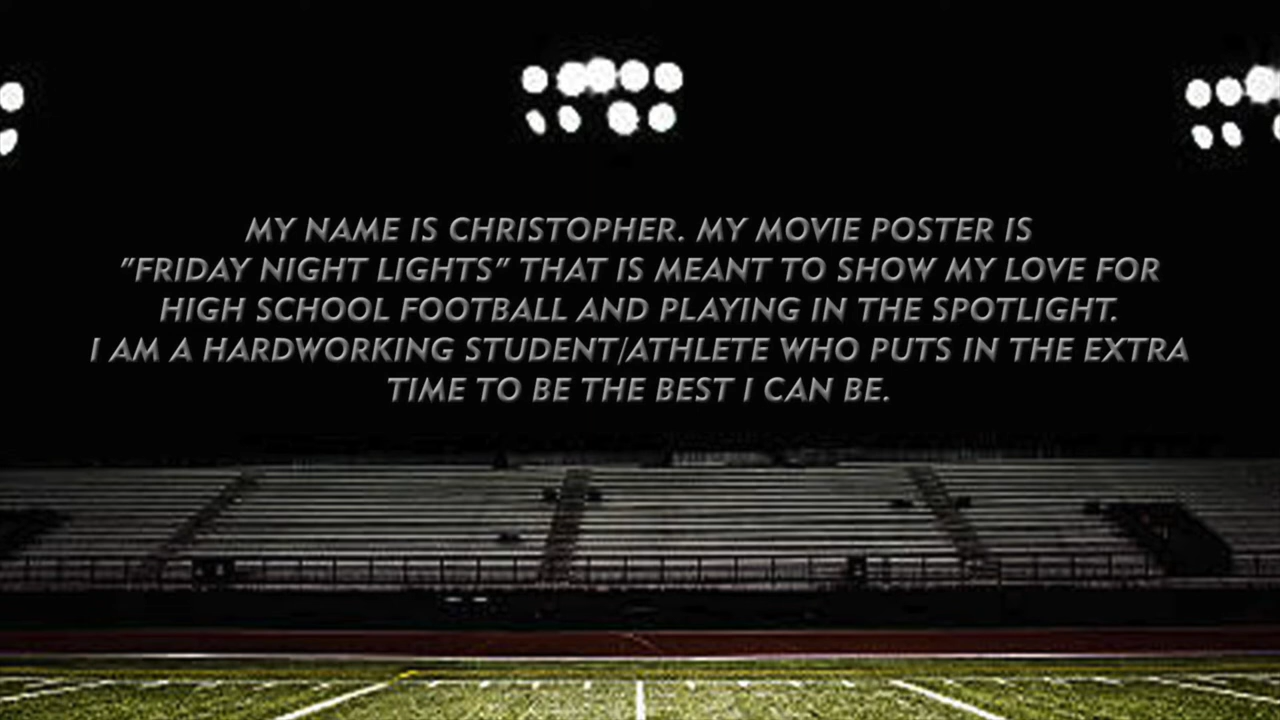 MY NAME IS CHRISTOPHER. MY MOVIE POSTER IS
"FRIDAY NIGHT LIGHTS" THAT IS MEANT TO SHOW MY LOVE FOR
HIGH SCHOOL FOOTBALL AND PLAYING IN THE SPOTLIGHT.
I AM A HARDWORKING STUDENT/ATHLETE WHO PUTS IN THE EXTRA
TIME TO BE THE BEST I CAN BE.